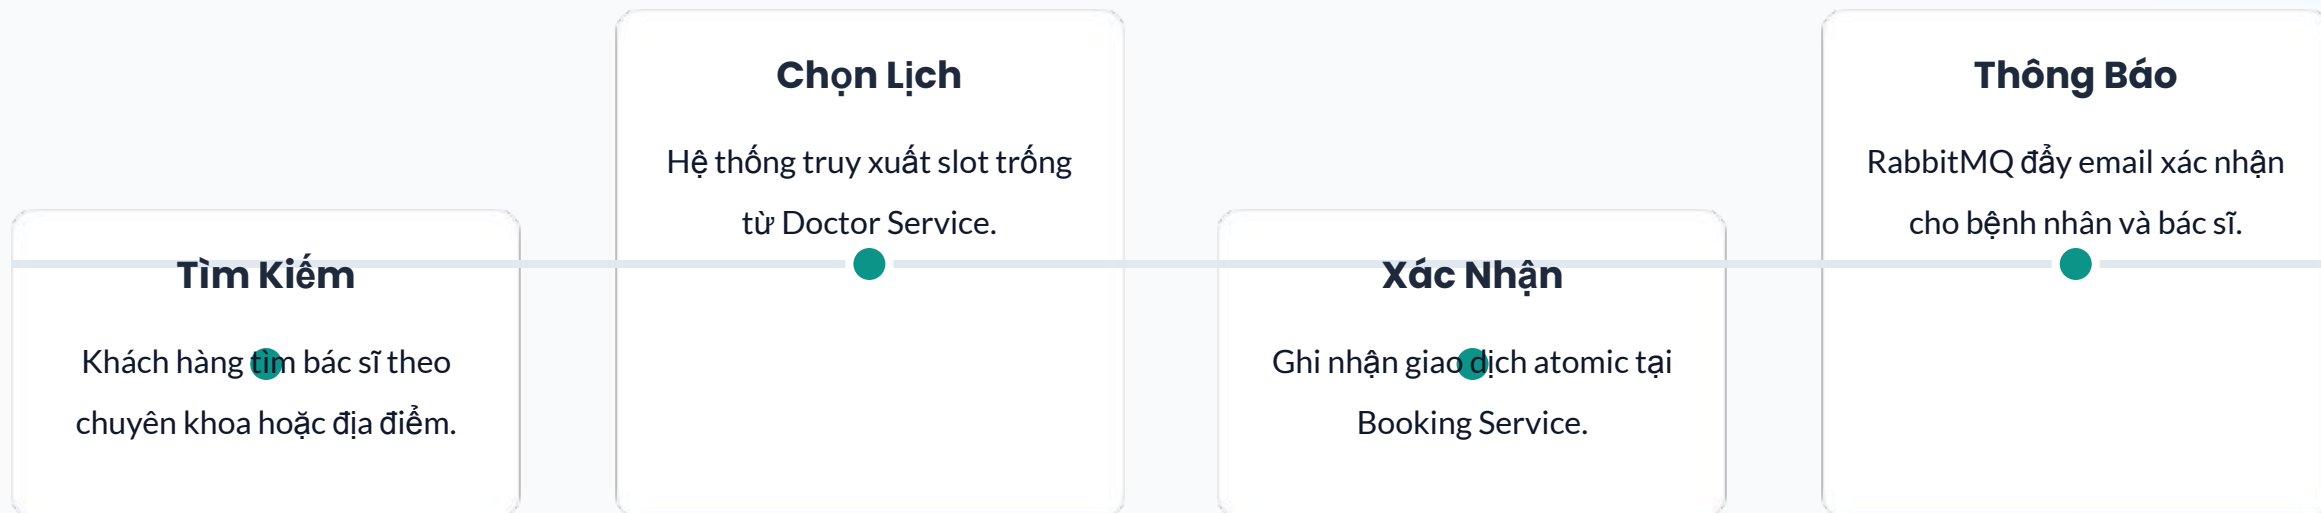 Tìm Kiếm
Khách hàng tìm bác sĩ theo
chuyên khoa hoặc địa điểm.
Chọn Lịch
Hệ thống truy xuất slot trống
từ Doctor Service.
Xác Nhận
Ghi nhận giao dịch atomic tại
Booking Service.
Thông Báo
RabbitMQ đẩy email xác nhận
cho bệnh nhân và bác sĩ.